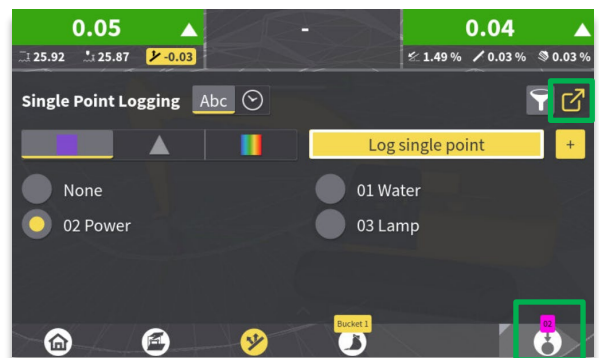 0.05 - 0.04
25.92 25.87 -0.03 1.49 % 0.03 % 0.03 %
Single Point Logging Abc
Log single point +
None 01 Water
02 Power 03 Lamp
Bucket 1 02